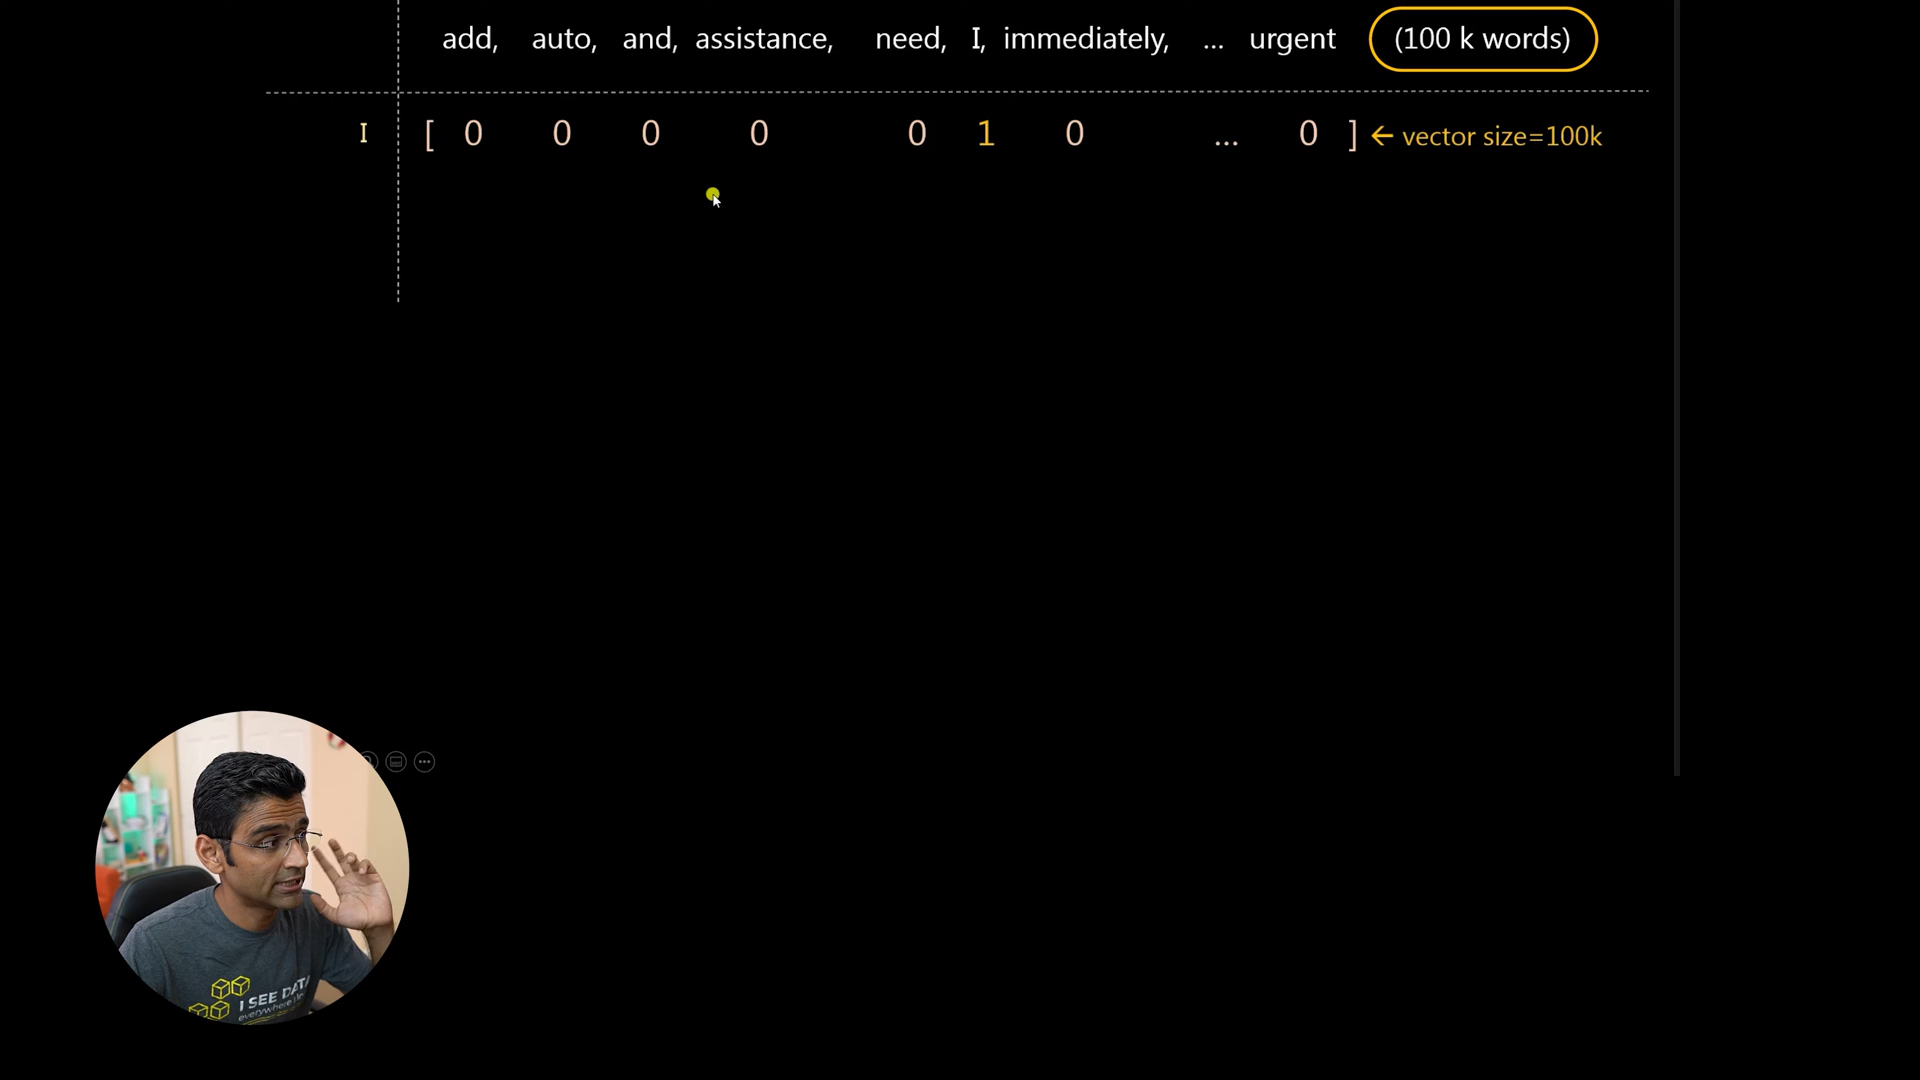 add, auto, and, assistance, need, I, immediately, ... urgent (100 k words)
I [ 0 0 0 0 0 1 0 ... 0 ] ← vector size=100k
I SEE DATA
everywhere I